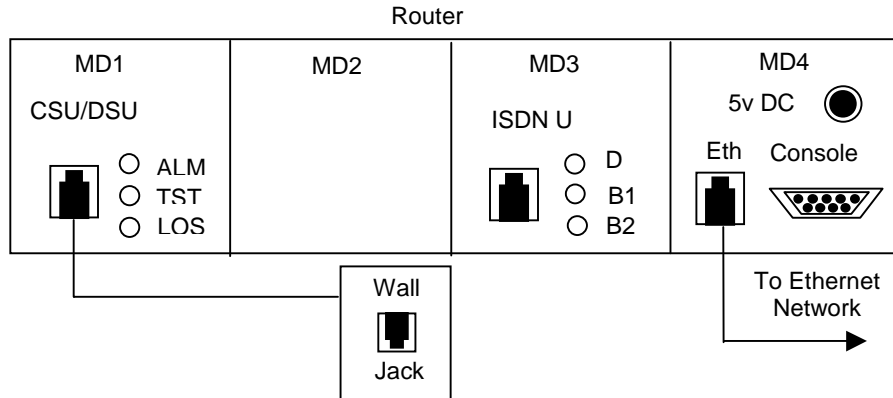 Router
MD1
MD2
MD3
MD4
CSU/DSU
ALM
TST
LOS
ISDN U
D
B1
B2
5v DC
Eth
Console
Wall
Jack
To Ethernet
Network